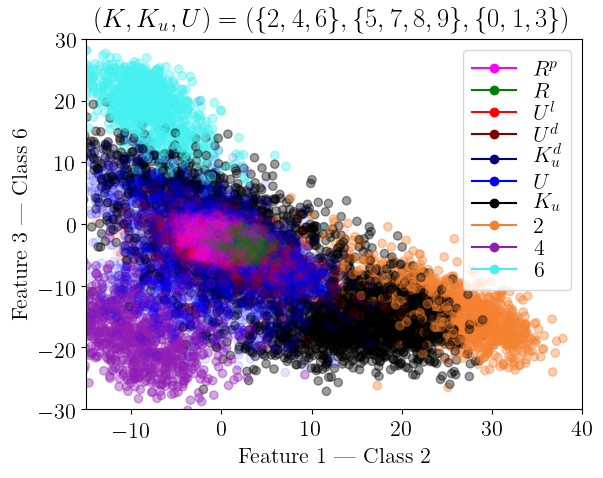 (K, K_u, U) = ({2, 4, 6}, {5, 7, 8, 9}, {0, 1, 3})
30
20
10
0
−10
−20
−30
Feature 3 — Class 6
R^p
R
U^l
U^d
K_u^d
U
K_u
2
4
6
−10
0
10
20
30
40
Feature 1 — Class 2